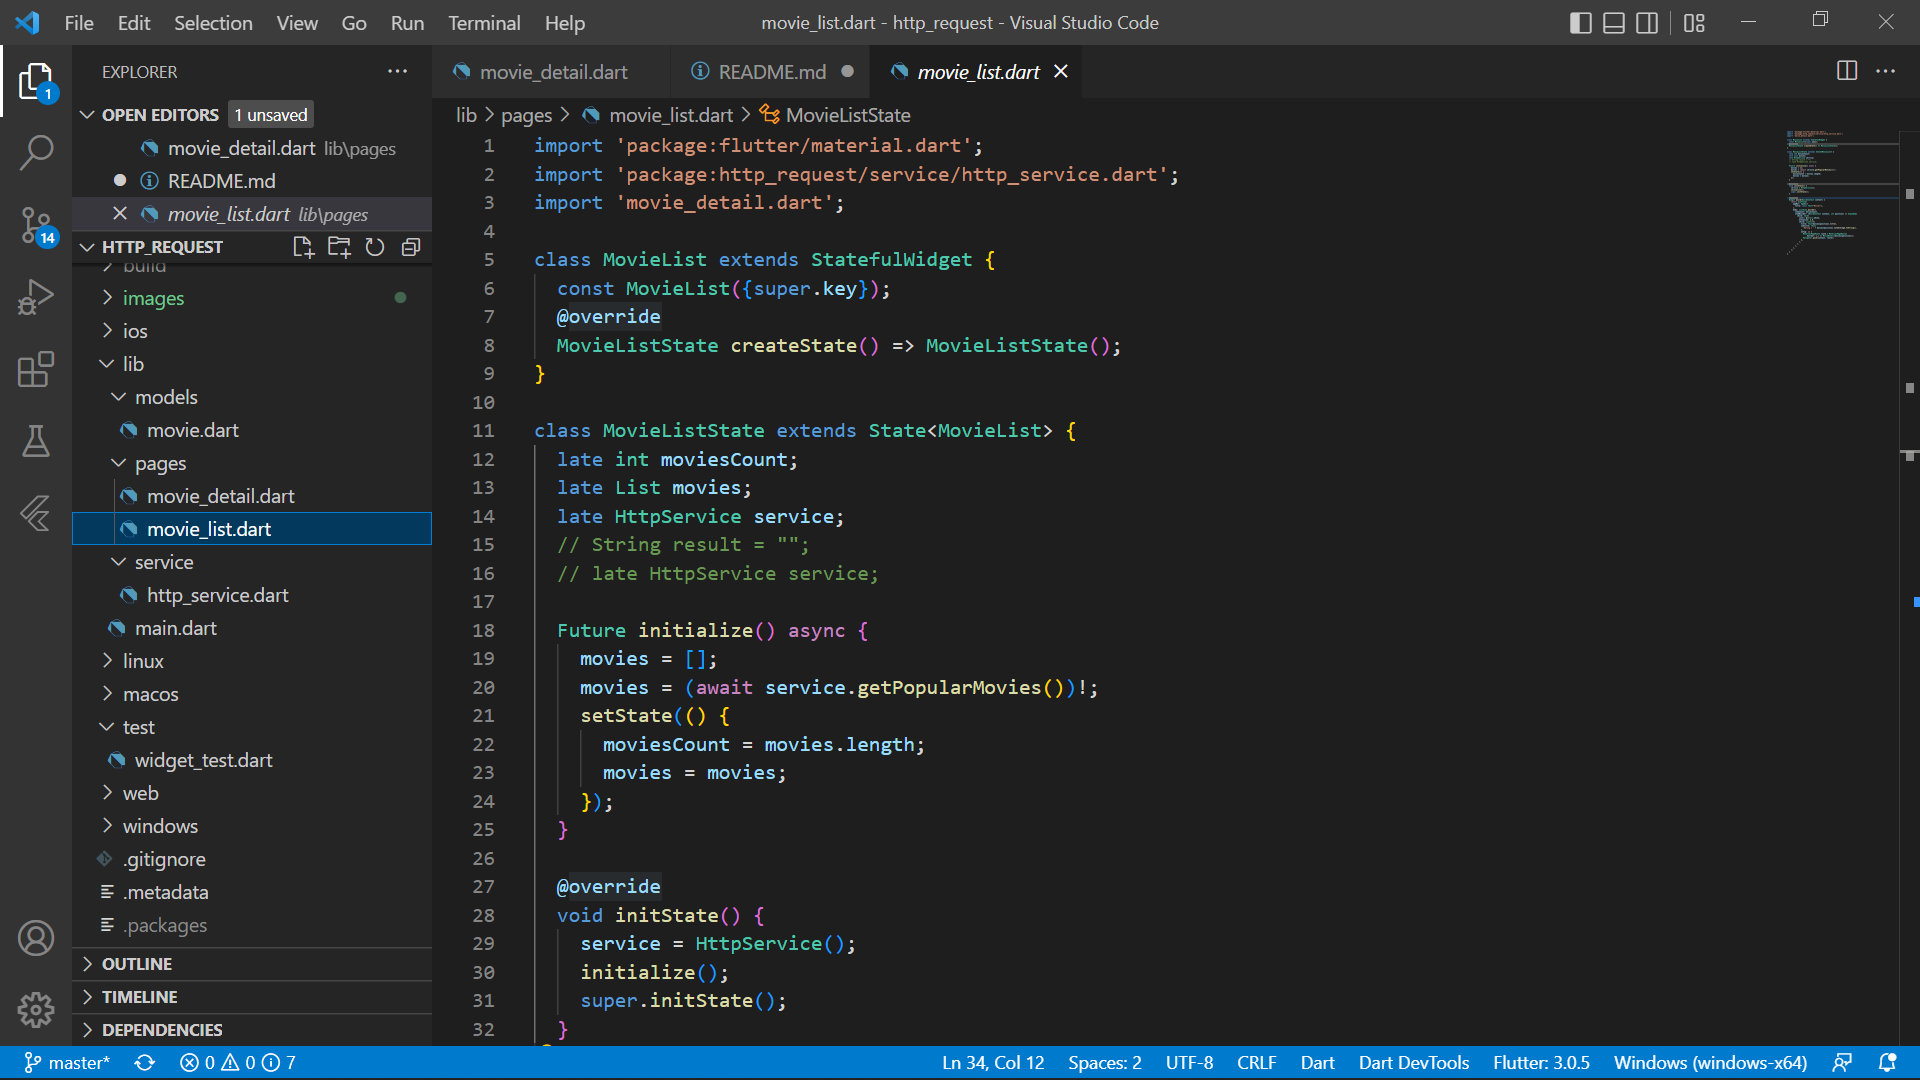 File Edit Selection View Go Run Terminal Help
movie_list.dart - http_request - Visual Studio Code
EXPLORER
OPEN EDITORS 1 unsaved
movie_detail.dart lib\pages
README.md
movie_list.dart lib\pages
HTTP_REQUEST
build
images
ios
lib
models
movie.dart
pages
movie_detail.dart
movie_list.dart
service
http_service.dart
main.dart
linux
macos
test
widget_test.dart
web
windows
.gitignore
.metadata
.packages
OUTLINE
TIMELINE
DEPENDENCIES
1
14
movie_detail.dart README.md movie_list.dart
lib pages movie_list.dart MovieListState
1 import 'package:flutter/material.dart';
2 import 'package:http_request/service/http_service.dart';
3 import 'movie_detail.dart';
4
5 class MovieList extends StatefulWidget {
6 const MovieList({super.key});
7 @override
8 MovieListState createState() => MovieListState();
9 }
10
11 class MovieListState extends State<MovieList> {
12 late int moviesCount;
13 late List movies;
14 late HttpService service;
15 // String result = "";
16 // late HttpService service;
17
18 Future initialize() async {
19 movies = [];
20 movies = (await service.getPopularMovies())!;
21 setState(() {
22 moviesCount = movies.length;
23 movies = movies;
24 });
25 }
26
27 @override
28 void initState() {
29 service = HttpService();
30 initialize();
31 super.initState();
32 }
master* 0 0 7 Ln 34, Col 12 Spaces: 2 UTF-8 CRLF Dart Dart DevTools Flutter: 3.0.5 Windows (windows-x64)